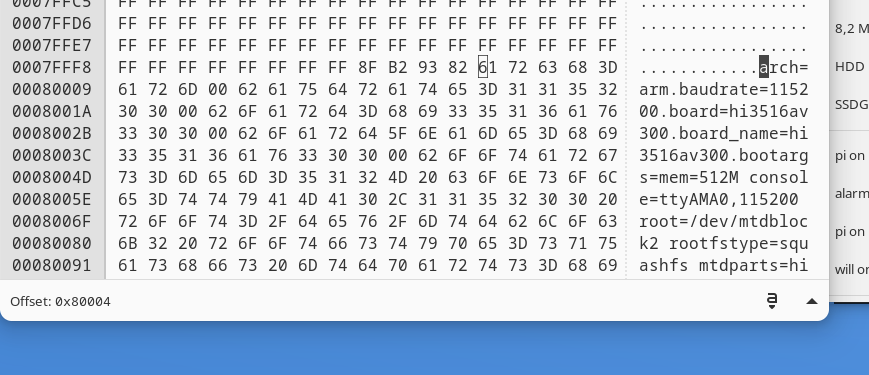 0007FFC5 FF FF FF FF FF FF FF FF FF FF FF FF FF FF FF FF FF .................
0007FFD6 FF FF FF FF FF FF FF FF FF FF FF FF FF FF FF FF FF .................
0007FFE7 FF FF FF FF FF FF FF FF FF FF FF FF FF FF FF FF FF .................
0007FFF8 FF FF FF FF FF FF FF FF 8F B2 93 82 61 72 63 68 3D ............arch=
00080009 61 72 6D 00 62 61 75 64 72 61 74 65 3D 31 31 35 32 arm.baudrate=1152
0008001A 30 30 00 62 6F 61 72 64 3D 68 69 33 35 31 36 61 76 00.board=hi3516av
0008002B 33 30 30 00 62 6F 61 72 64 5F 6E 61 6D 65 3D 68 69 300.board_name=hi
0008003C 33 35 31 36 61 76 33 30 30 00 62 6F 6F 74 61 72 67 3516av300.bootarg
0008004D 73 3D 6D 65 6D 3D 35 31 32 4D 20 63 6F 6E 73 6F 6C s=mem=512M consol
0008005E 65 3D 74 74 79 41 4D 41 30 2C 31 31 35 32 30 30 20 e=ttyAMA0,115200
0008006F 72 6F 6F 74 3D 2F 64 65 76 2F 6D 74 64 62 6C 6F 63 root=/dev/mtdbloc
00080080 6B 32 20 72 6F 6F 74 66 73 74 79 70 65 3D 73 71 75 k2 rootfstype=squ
00080091 61 73 68 66 73 20 6D 74 64 70 61 72 74 73 3D 68 69 ashfs mtdparts=hi
Offset: 0x80004
a
8,2 M
HDD
SSDG
pi on
alarm
pi on
will or